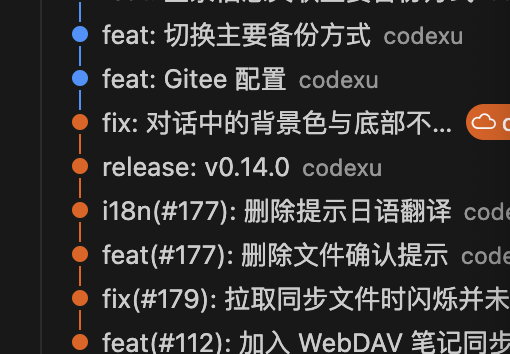 feat: 切换主要备份方式 codexu
feat: Gitee 配置 codexu
fix: 对话中的背景色与底部不...
release: v0.14.0 codexu
i18n(#177): 删除提示日语翻译
feat(#177): 删除文件确认提示
fix(#179): 拉取同步文件时闪烁并未
feat(#112): 加入 WebDAV 笔记同步